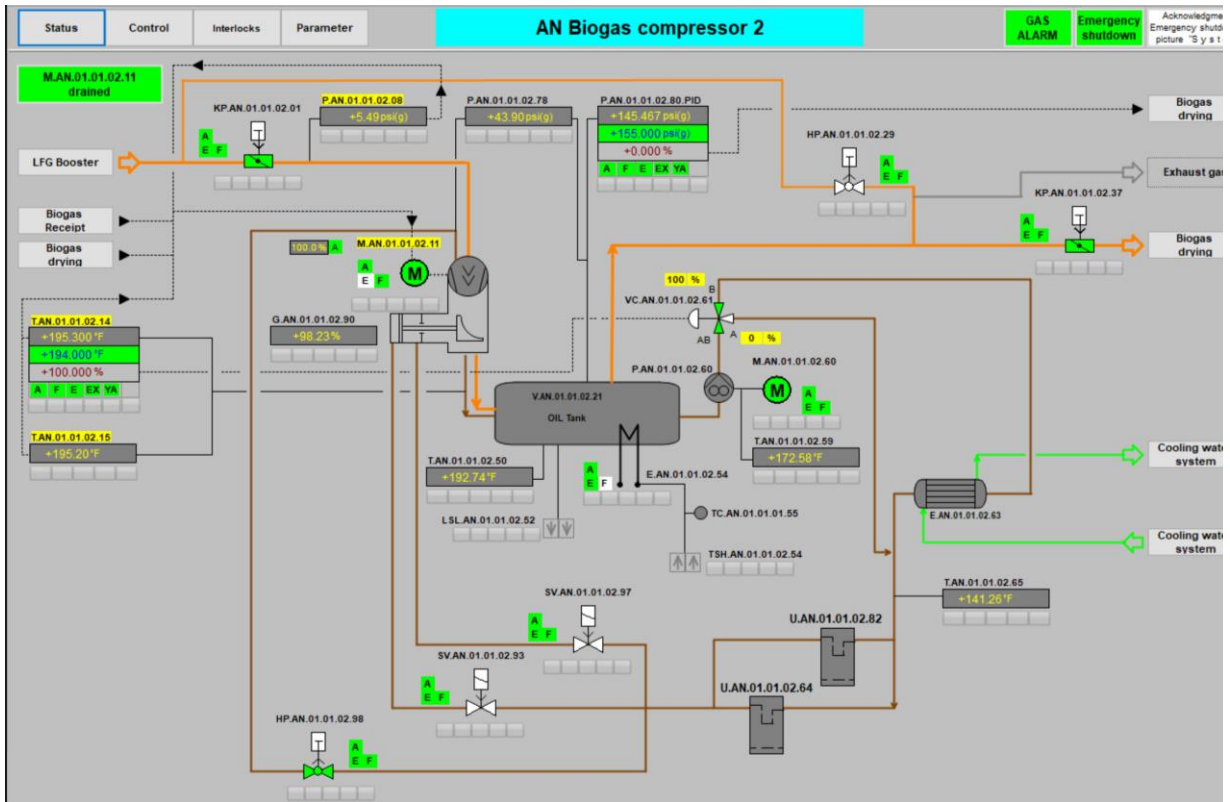 Status
Control
Interlocks
Parameter
AN Biogas compressor 2
GAS
ALARM
Emergency
shutdown
Acknowledgme
Emergency shutd
picture "S y s t
M.AN.01.01.02.11
drained
KP.AN.01.01.02.01
A
E F
P.AN.01.01.02.08
+5.49 psi(g)
P.AN.01.01.02.78
+43.90 psi(g)
P.AN.01.01.02.80.PID
+145.467 psi(g)
+155.000 psi(g)
+0.000 %
A F E EX YA
HP.AN.01.01.02.29
A
E F
Biogas
drying
LFG Booster
Exhaust gas
KP.AN.01.01.02.37
A
E F
Biogas
drying
Biogas
Receipt
Biogas
drying
100.0 % A
M.AN.01.01.02.11
A
E F
M
100 %
B
VC.AN.01.01.02.61
A
AB
0 %
T.AN.01.01.02.14
+195.300 °F
+194.000 °F
+100.000 %
A F E EX YA
G.AN.01.01.02.90
+98.23 %
P.AN.01.01.02.60
M.AN.01.01.02.60
M
A
E F
V.AN.01.01.02.21
OIL Tank
T.AN.01.01.02.15
+195.20 °F
T.AN.01.01.02.50
+192.74 °F
T.AN.01.01.02.59
+172.58 °F
A
E F
E.AN.01.01.02.54
Cooling wate
system
E.AN.01.01.02.63
LSL.AN.01.01.02.52
TC.AN.01.01.01.55
TSH.AN.01.01.02.54
Cooling wate
system
T.AN.01.01.02.65
+141.26 °F
SV.AN.01.01.02.97
A
E F
U.AN.01.01.02.82
SV.AN.01.01.02.93
A
E F
U.AN.01.01.02.64
HP.AN.01.01.02.98
A
E F